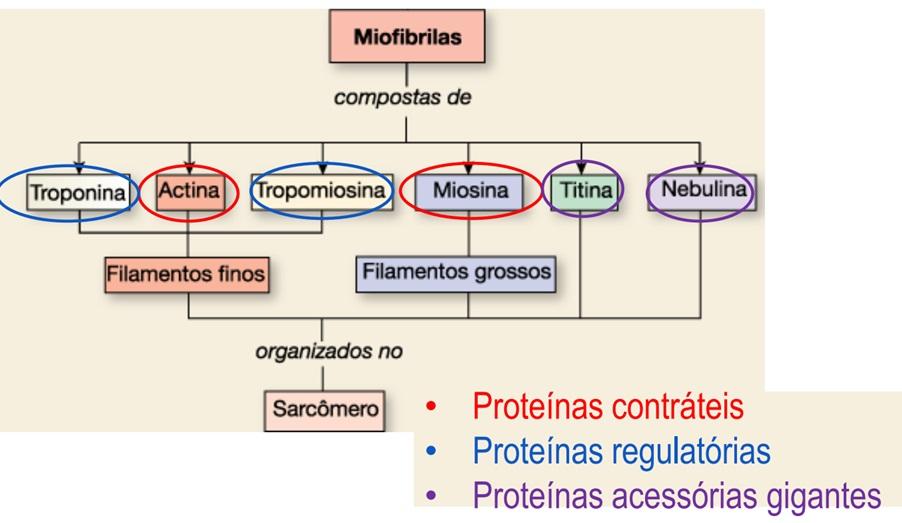 Miofibrilas
compostas de
Troponina Actina Tropomiosina Miosina Titina Nebulina
Filamentos finos Filamentos grossos
organizados no
Sarcômero
• Proteínas contráteis
• Proteínas regulatórias
• Proteínas acessórias gigantes